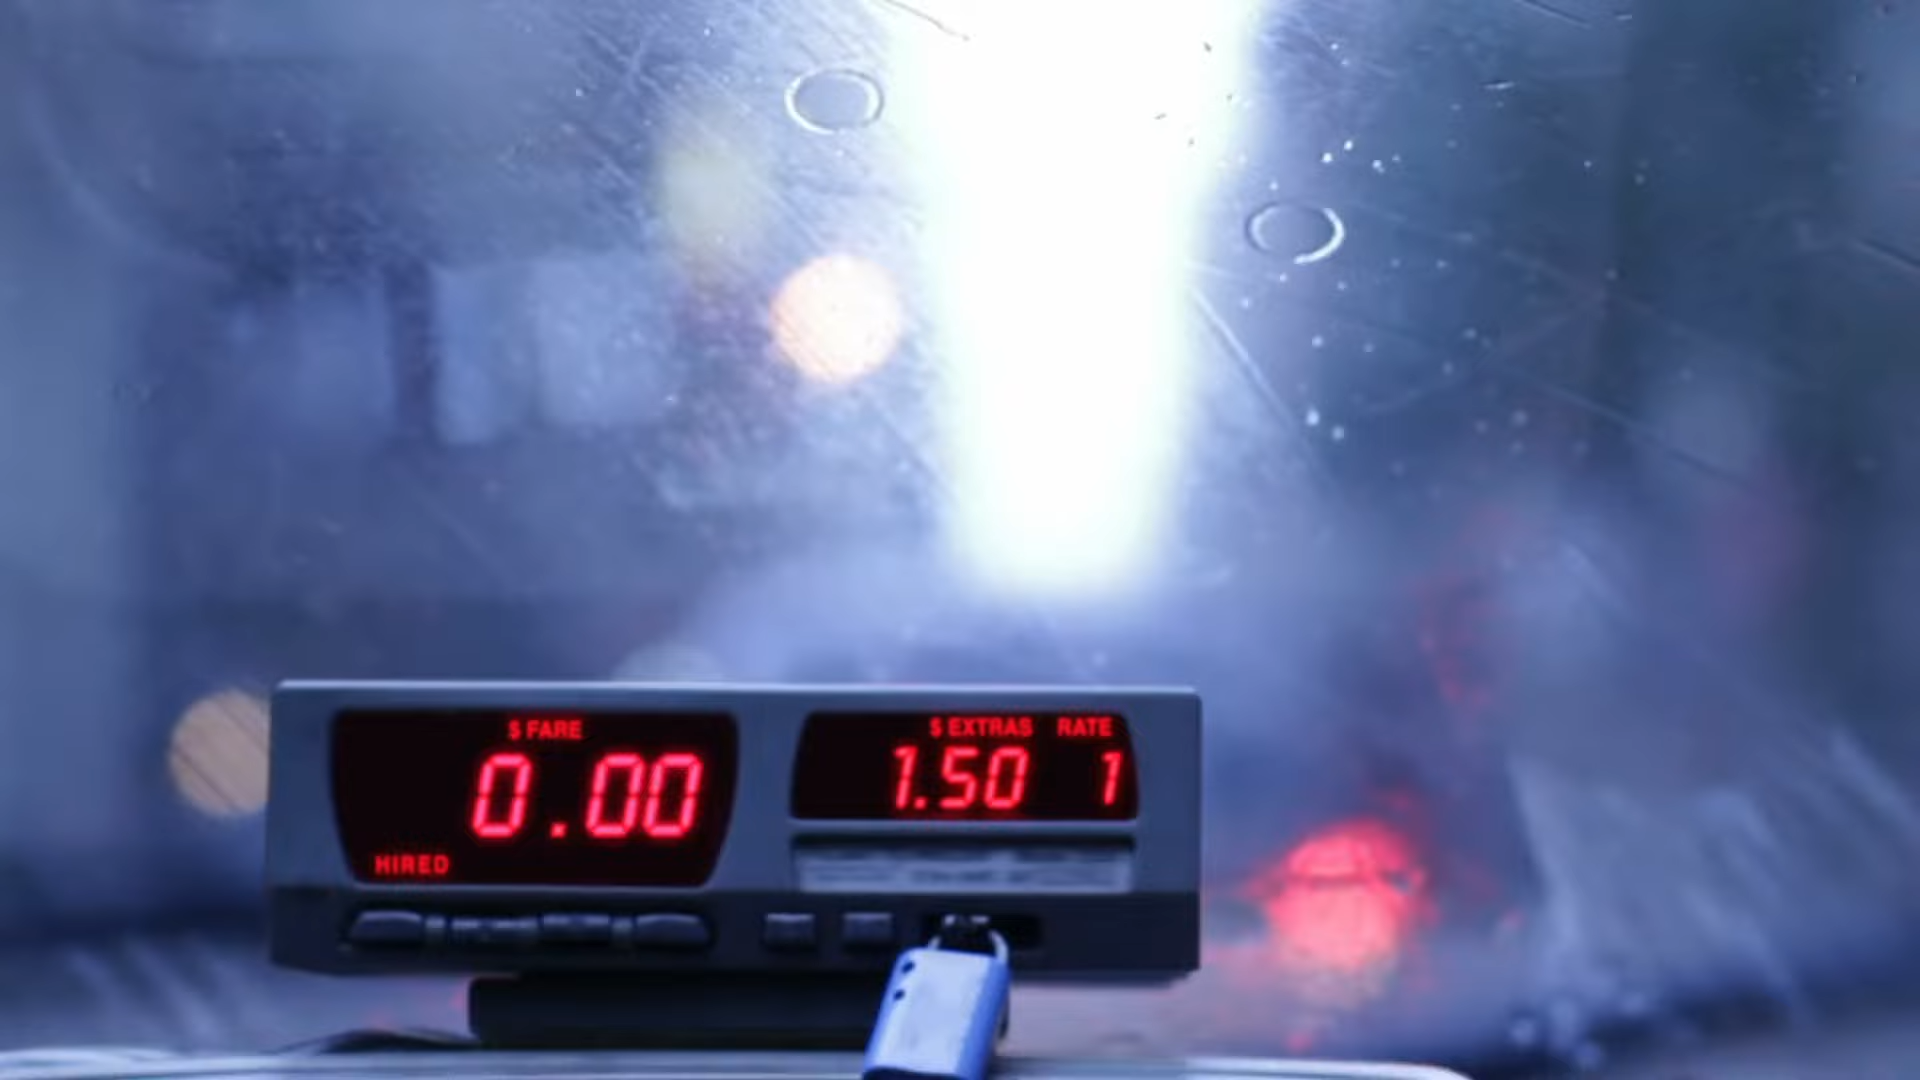 $ FARE
0.00
HIRED
$ EXTRAS RATE
1.50 1